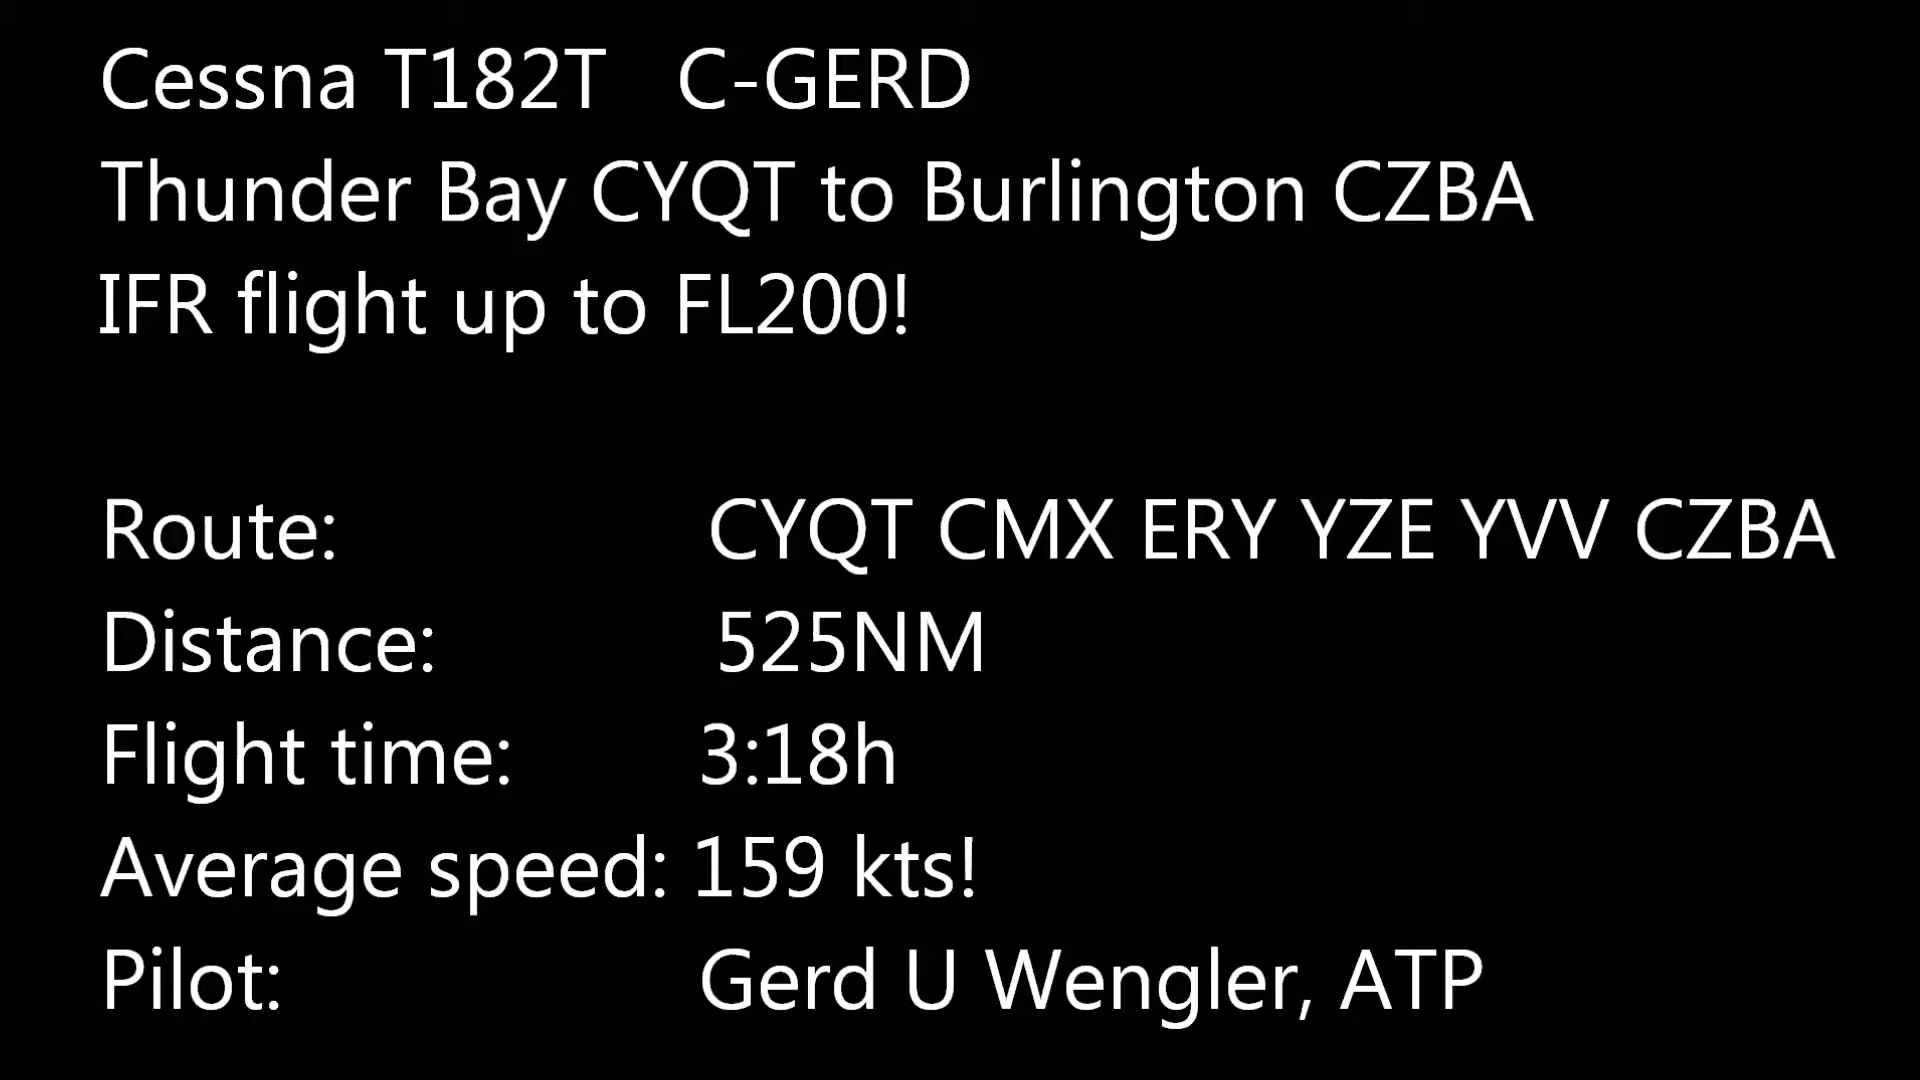 Cessna T182T C-GERD
Thunder Bay CYQT to Burlington CZBA
IFR flight up to FL200!
Route: CYQT CMX ERY YZE YVV CZBA
Distance: 525NM
Flight time: 3:18h
Average speed: 159 kts!
Pilot: Gerd U Wengler, ATP